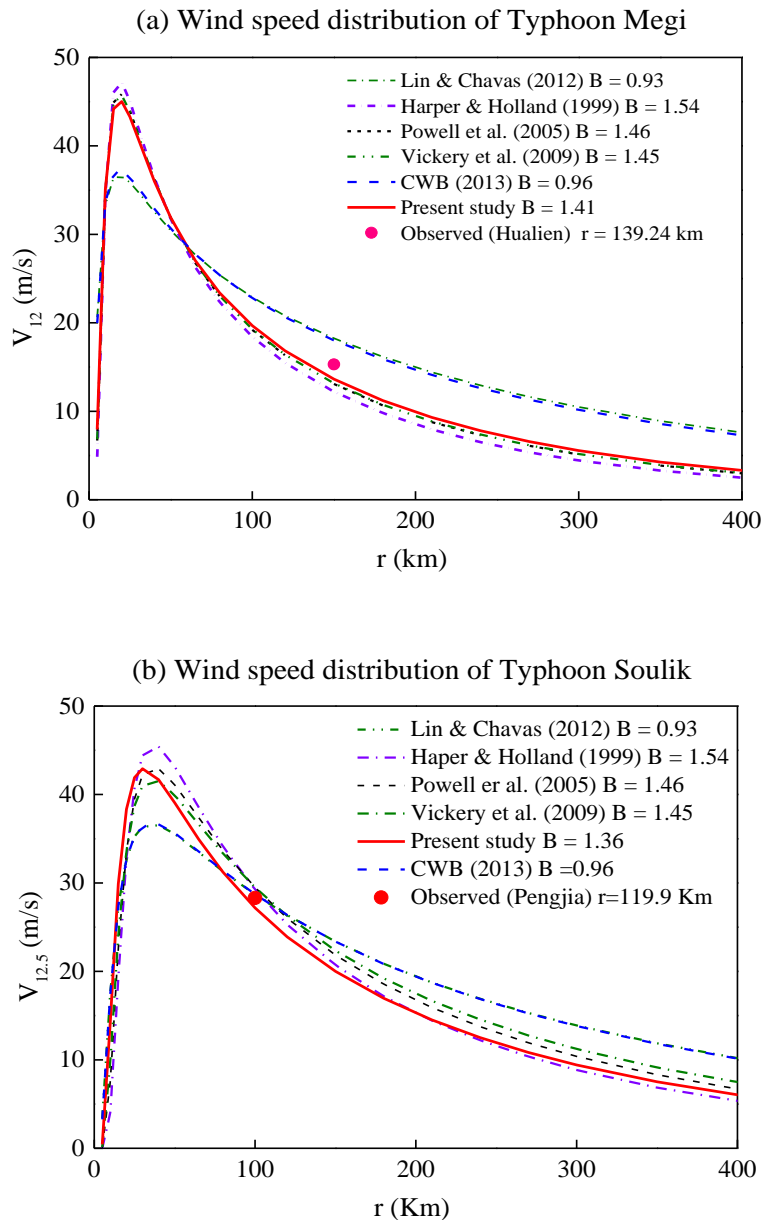 (a) Wind speed distribution of Typhoon Megi
50
40
30
20
10
0
V12 (m/s)
Lin & Chavas (2012) B = 0.93
Harper & Holland (1999) B = 1.54
Powell et al. (2005) B = 1.46
Vickery et al. (2009) B = 1.45
CWB (2013) B = 0.96
Present study B = 1.41
Observed (Hualien) r = 139.24 km
0 100 200 300 400
r (km)
(b) Wind speed distribution of Typhoon Soulik
50
40
30
20
10
0
V12.5 (m/s)
Lin & Chavas (2012) B = 0.93
Haper & Holland (1999) B = 1.54
Powell er al. (2005) B = 1.46
Vickery et al. (2009) B = 1.45
Present study B = 1.36
CWB (2013) B =0.96
Observed (Pengjia) r=119.9 Km
0 100 200 300 400
r (Km)